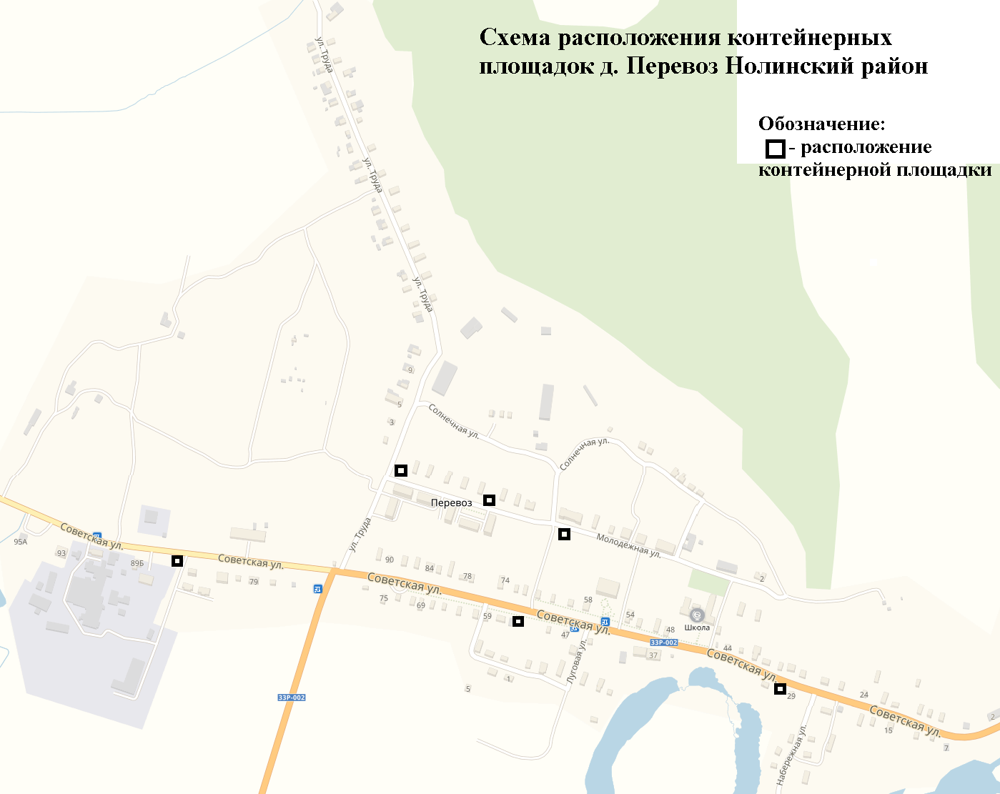 Схема расположения контейнерных
площадок д. Перевоз Нолинский район
Обозначение:
- расположение
контейнерной площадки
ул. Труда
ул. Труда
ул. Труда
9
5
3
Солнечная ул.
Солнечная ул.
Перевоз
ул. Труда
Молодёжная ул.
2
95А
Советская ул.
93
89Б
Советская ул.
79
90
84
78
74
Советская ул.
75
69
59
58
54
Советская ул.
47
48
Школа
33Р-002
44
37
Советская ул.
Луговая ул.
1
5
33Р-002
29
24
Советская ул.
15
2
7
Набережная ул.